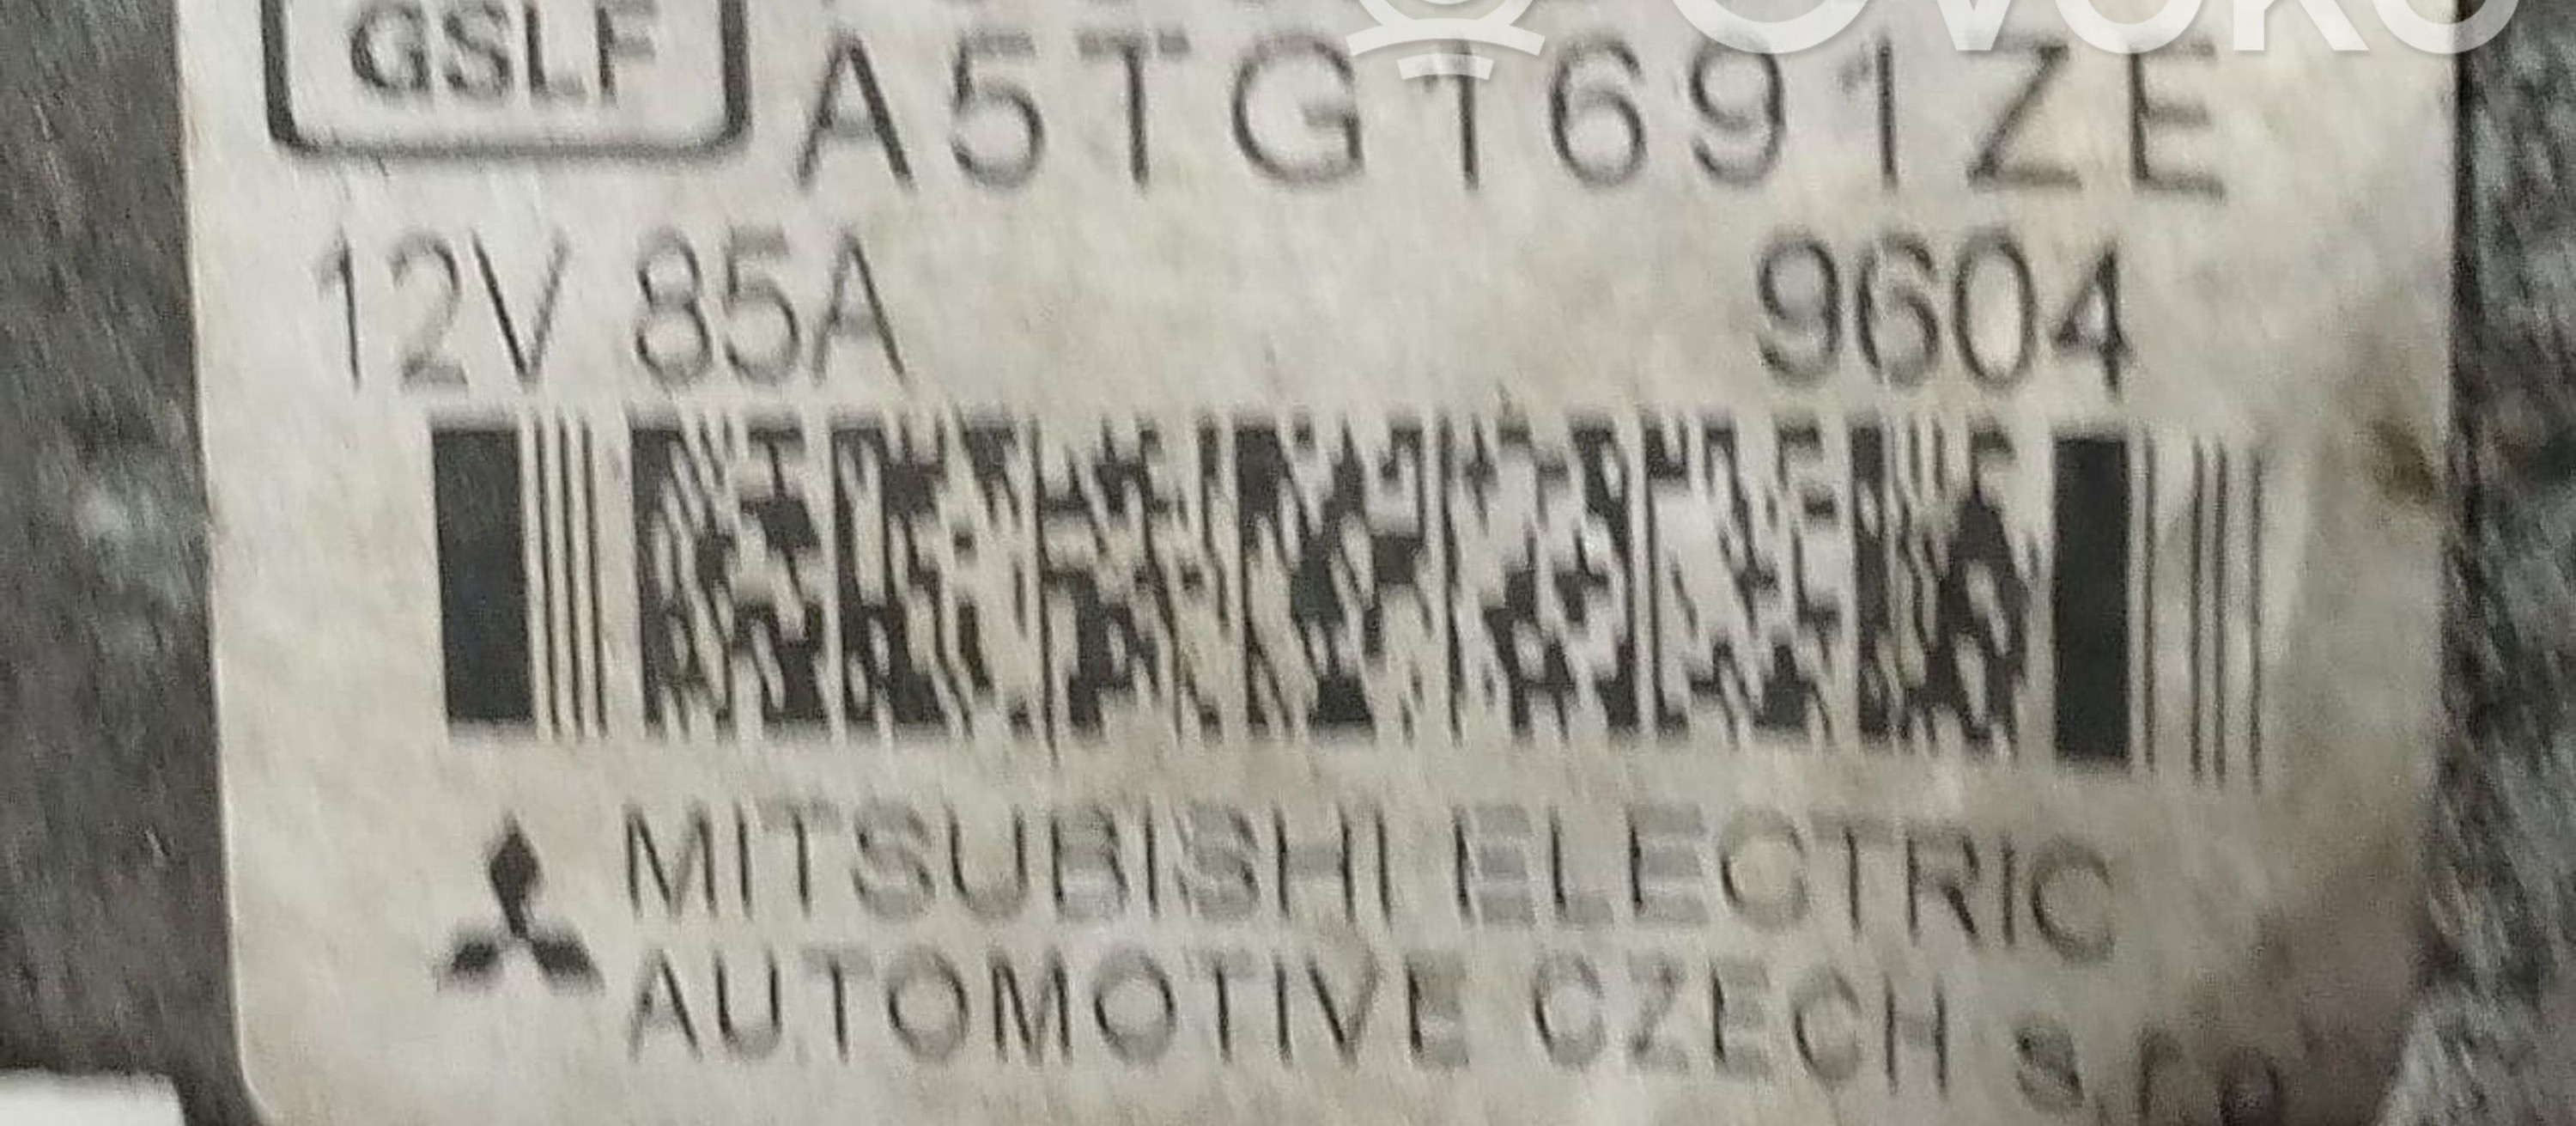 GSLF
A5TG1691ZE
12V 85A 9604
MITSUBISHI ELECTRIC
AUTOMOTIVE CZECH s.r.o